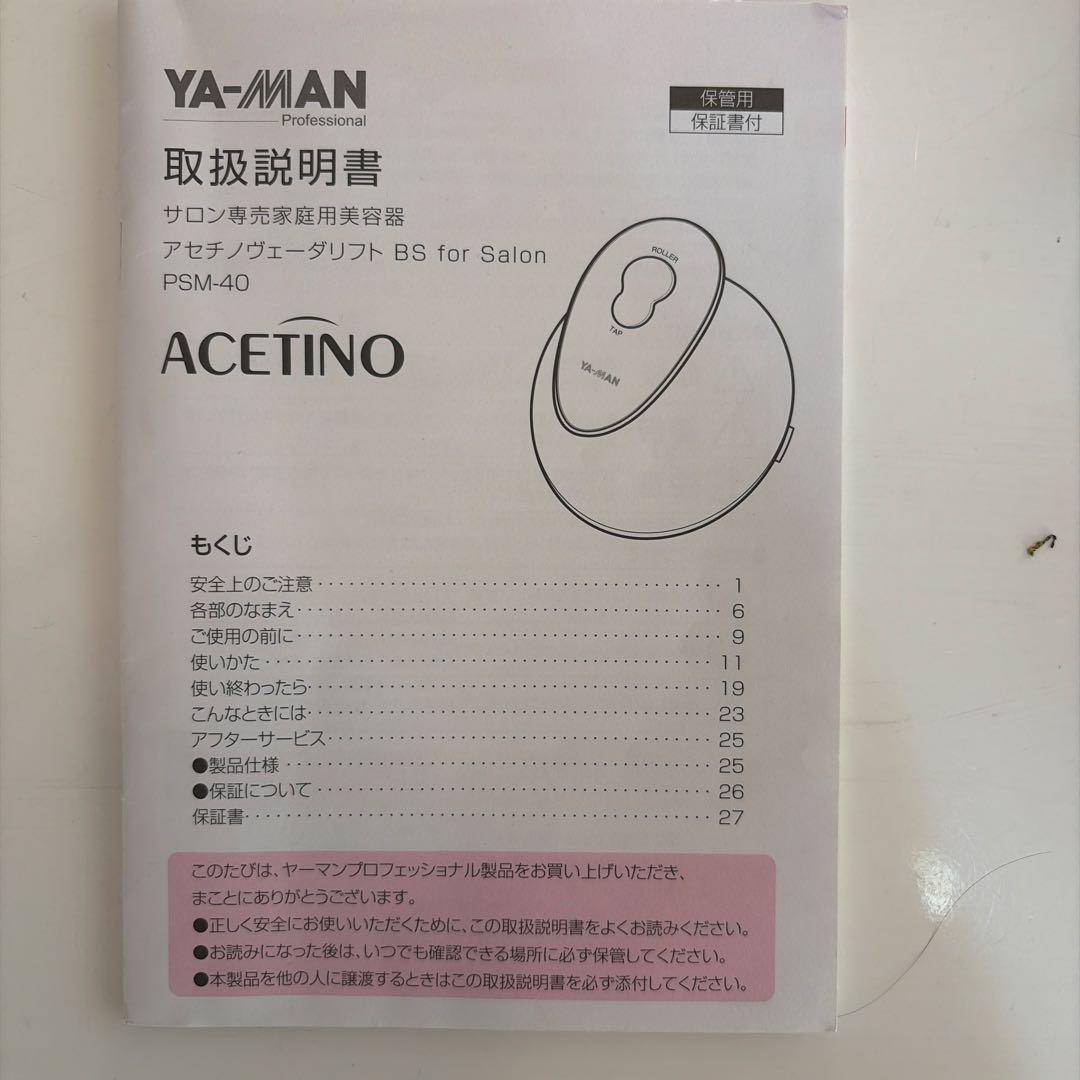 YA-MAN
Professional
保管用
保証書付
取扱説明書
サロン専売家庭用美容器
アセチノヴェーダリフト BS for Salon
PSM-40
ACETINO
ROLLER
TAP
YA-MAN
もくじ
安全上のご注意 1
各部のなまえ 6
ご使用の前に 9
使いかた 11
使い終わったら 19
こんなときには 23
アフターサービス 25
●製品仕様 25
●保証について 26
保証書 27
このたびは、ヤーマンプロフェッショナル製品をお買い上げいただき、
まことにありがとうございます。
●正しく安全にお使いいただくために、この取扱説明書をよくお読みください。
●お読みになった後は、いつでも確認できる場所に必ず保管してください。
●本製品を他の人に譲渡するときはこの取扱説明書を必ず添付してください。